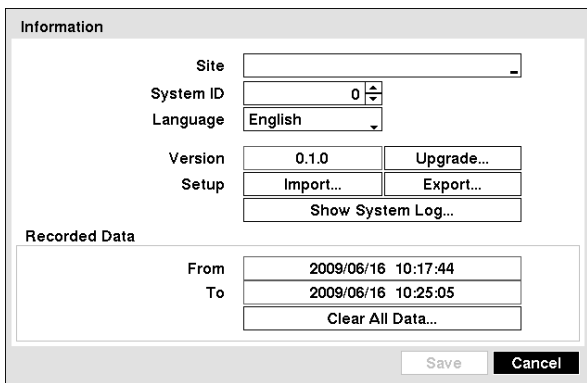 Information
Site
System ID 0
Language English
Version 0.1.0 Upgrade...
Setup Import... Export...
Show System Log...
Recorded Data
From 2009/06/16 10:17:44
To 2009/06/16 10:25:05
Clear All Data...
Save Cancel